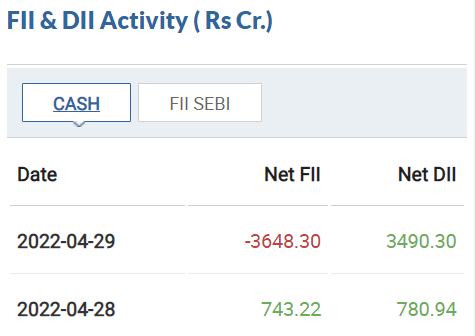 FII & DII Activity ( Rs Cr.)
CASH FII SEBI
Date Net FII Net DII
2022-04-29 -3648.30 3490.30
2022-04-28 743.22 780.94